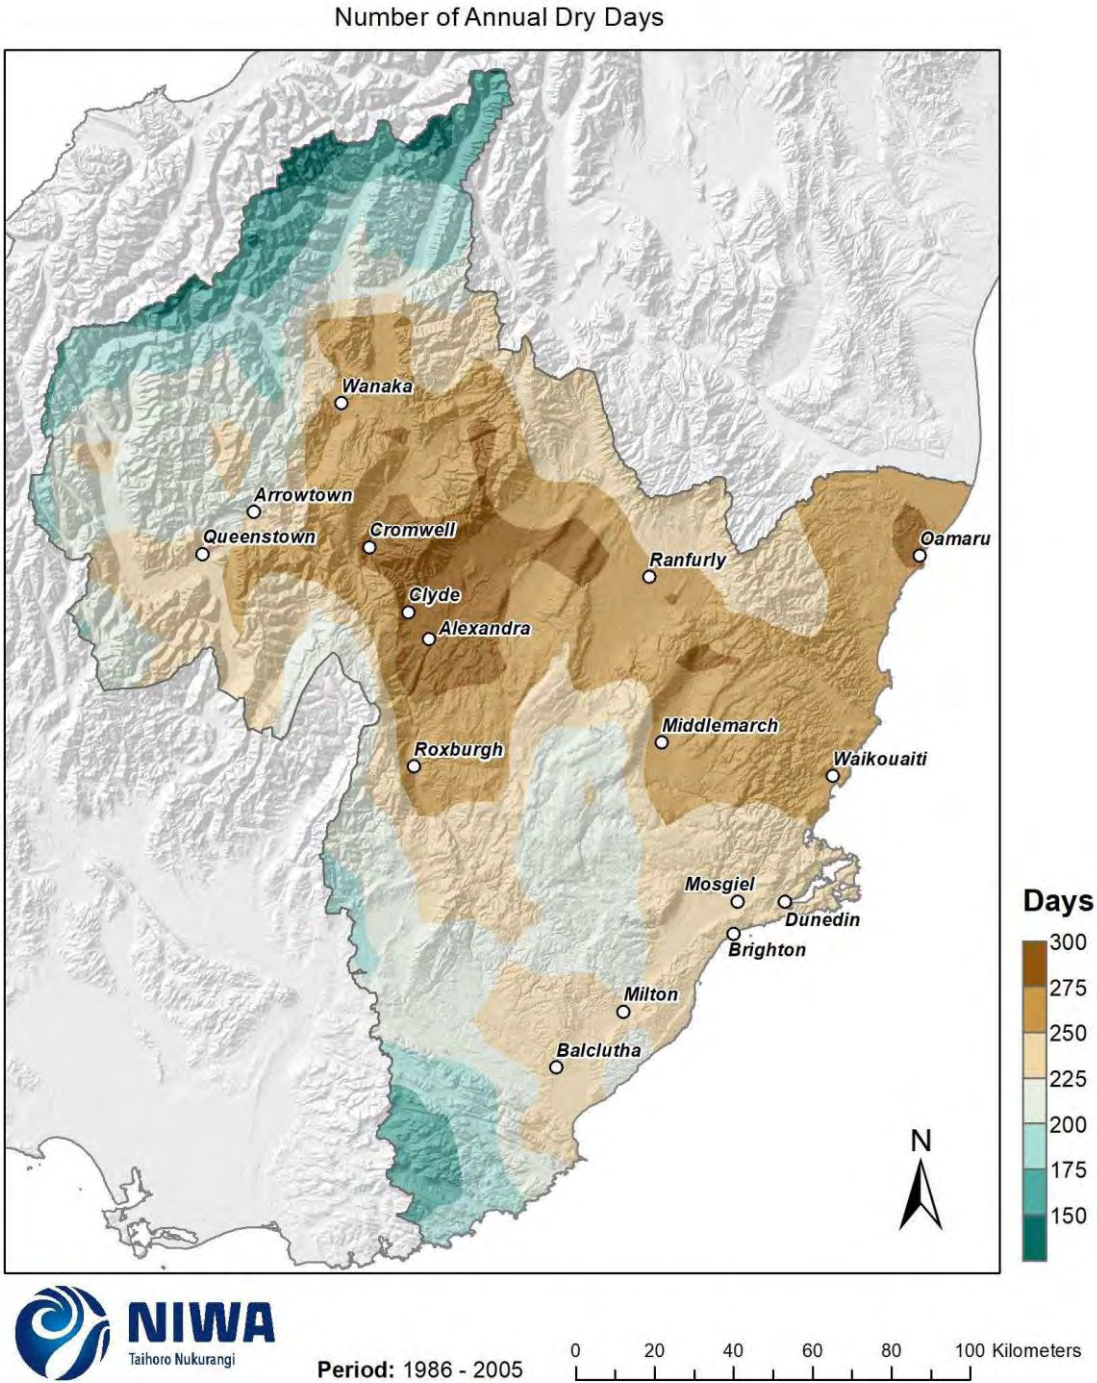 Number of Annual Dry Days
Wanaka
Arrowtown
Queenstown
Cromwell
Oamaru
Ranfurly
Clyde
Alexandra
Middlemarch
Roxburgh
Waikouaiti
Mosgiel
Dunedin
Brighton
Milton
Balclutha
Days
300
275
250
225
200
175
150
N
NIWA
Taihoro Nukurangi
Period: 1986 - 2005
0 20 40 60 80 100 Kilometers